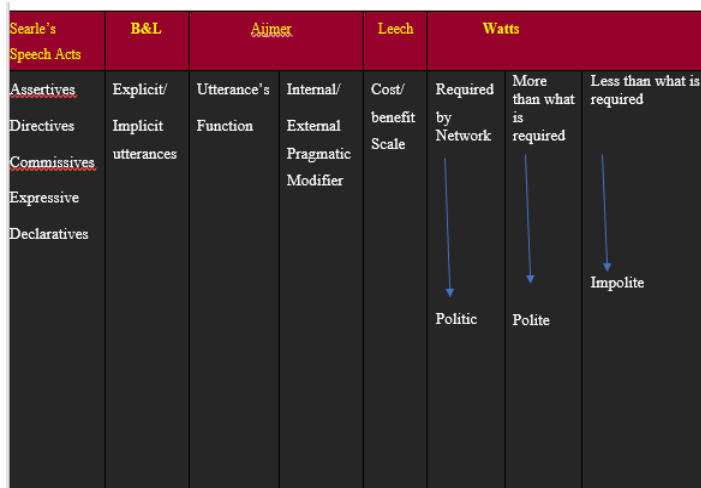 Searle's
Speech Acts
B&L
Aijmer
Leech
Watts
Assertives
Directives
Commissives
Expressive
Declaratives
Explicit/
Implicit
utterances
Utterance's
Function
Internal/
External
Pragmatic
Modifier
Cost/
benefit
Scale
Required
by
Network
Politic
More
than what
is
required
Polite
Less than what is
required
Impolite